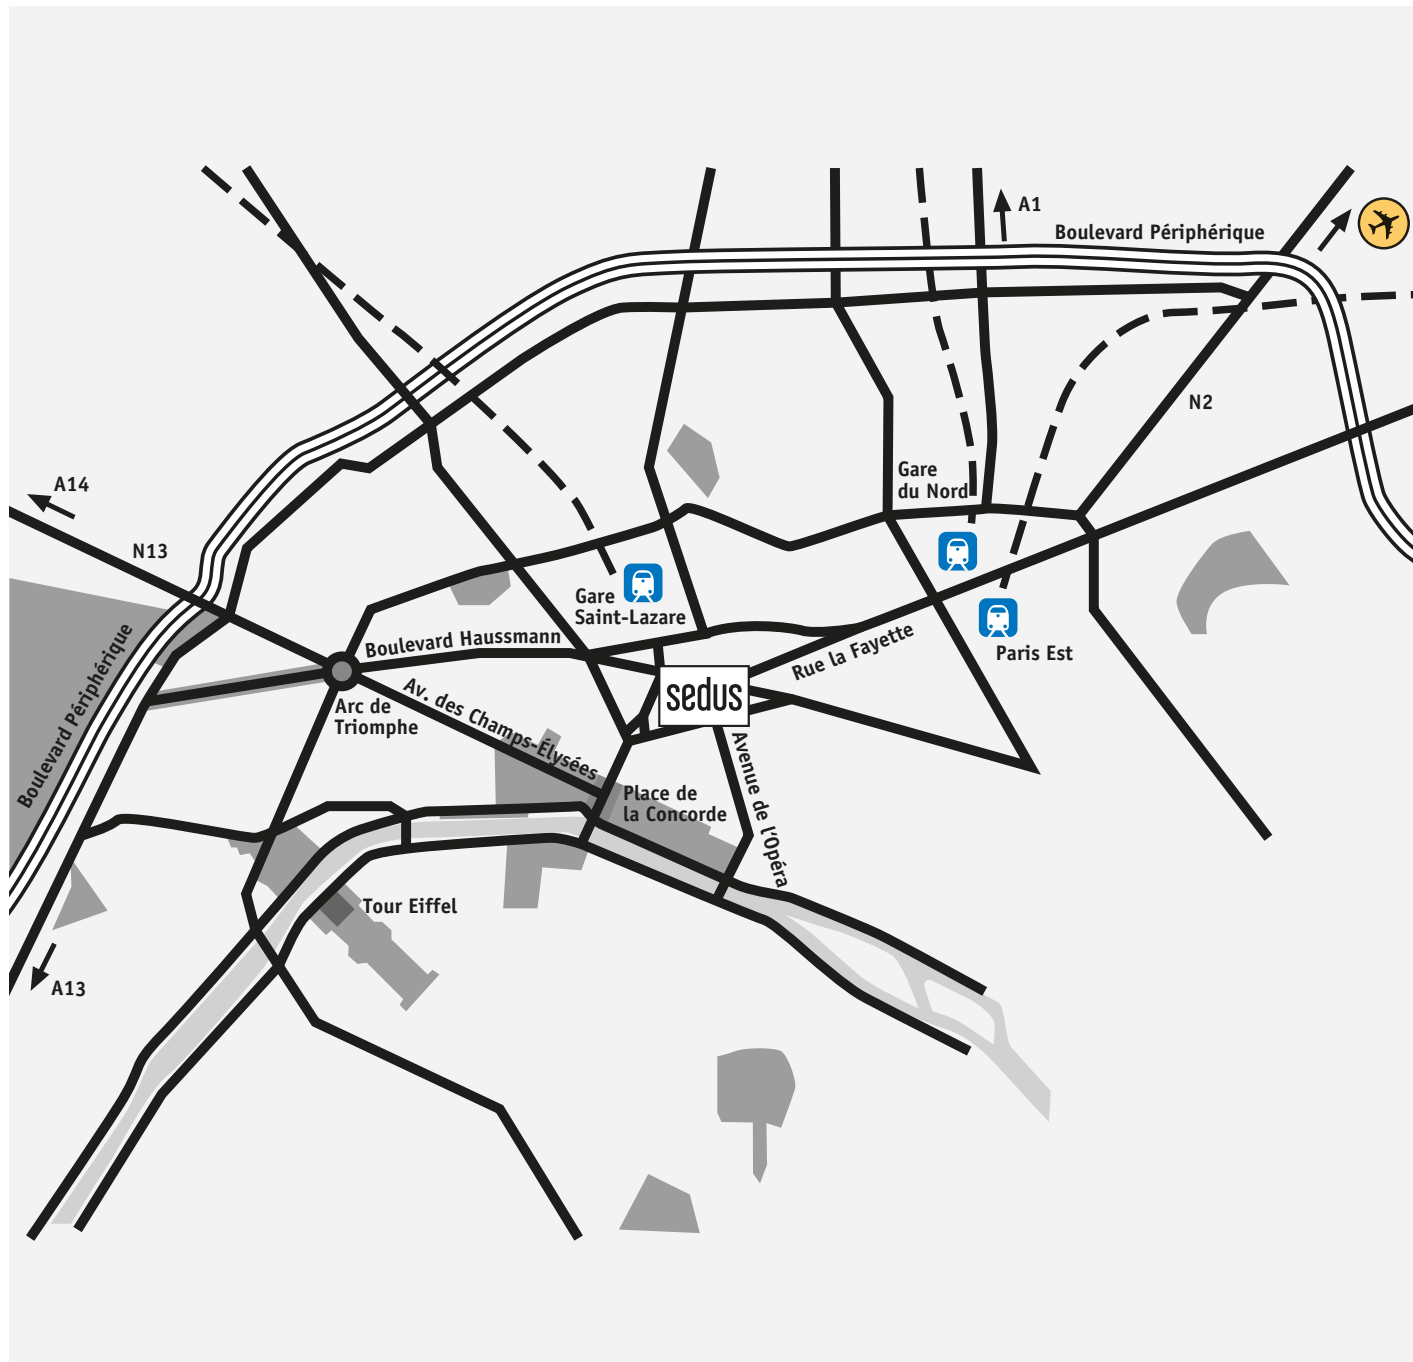 A1
Boulevard Périphérique
N2
Gare
du Nord
A14
N13
Gare
Saint-Lazare
Boulevard Haussmann
Rue la Fayette
Paris Est
Boulevard Périphérique
Arc de
Triomphe
Av. des Champs-Élysées
sedus
Avenue de l'Opéra
Place de
la Concorde
Tour Eiffel
A13